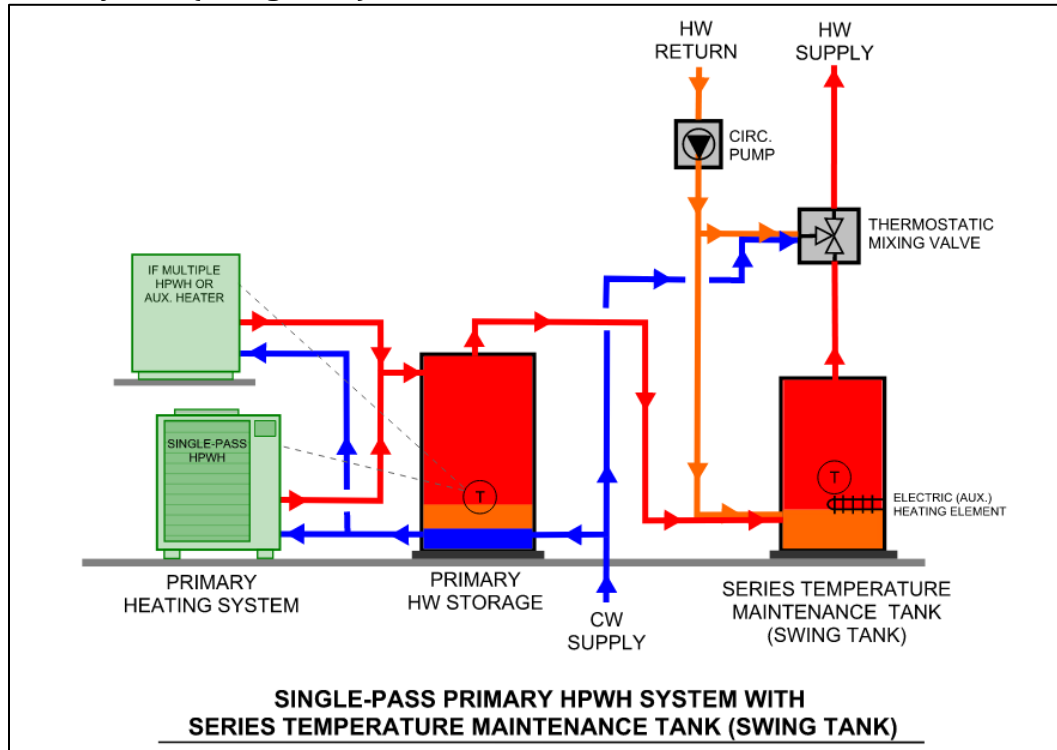 HW
RETURN
HW
SUPPLY
CIRC.
PUMP
THERMOSTATIC
MIXING VALVE
IF MULTIPLE
HPWH OR
AUX. HEATER
SINGLE-PASS
HPWH
T
T
ELECTRIC (AUX.)
HEATING ELEMENT
PRIMARY
HEATING SYSTEM
PRIMARY
HW STORAGE
CW
SUPPLY
SERIES TEMPERATURE
MAINTENANCE TANK
(SWING TANK)
SINGLE-PASS PRIMARY HPWH SYSTEM WITH
SERIES TEMPERATURE MAINTENANCE TANK (SWING TANK)